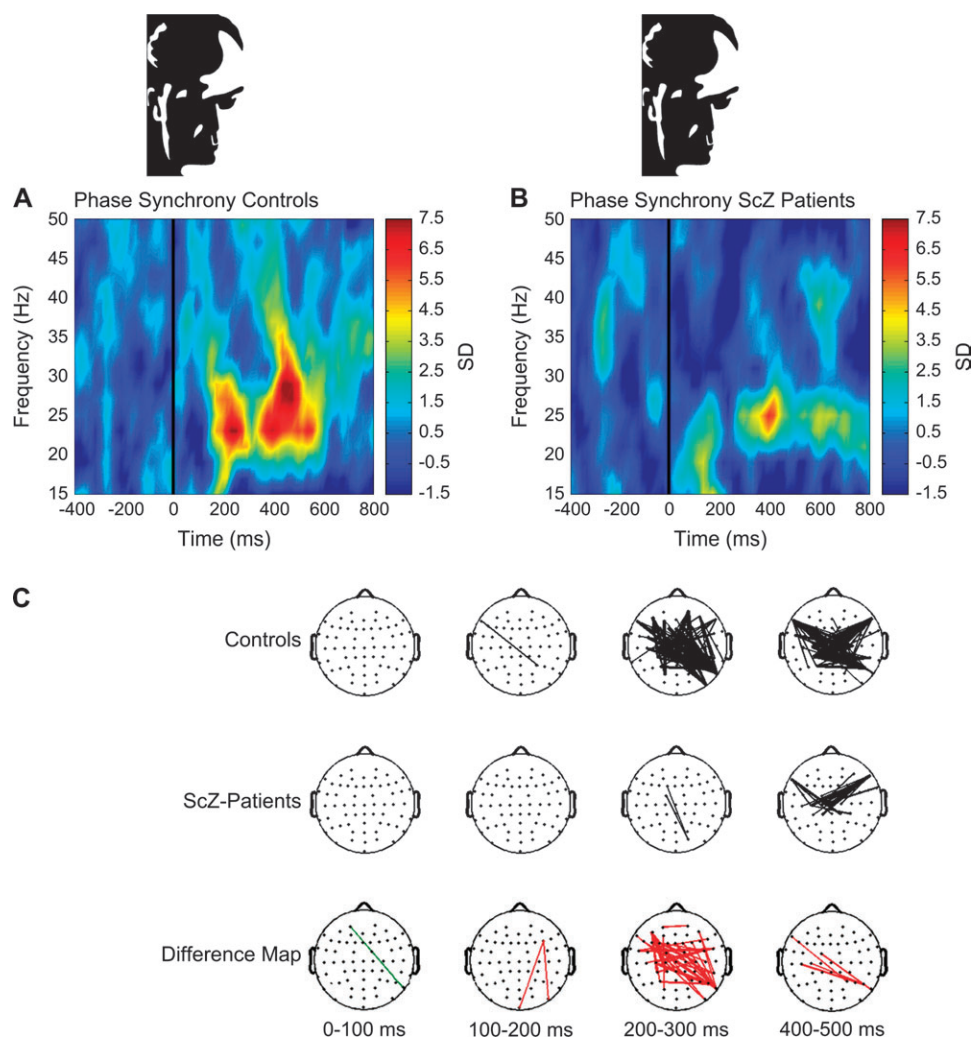 A Phase Synchrony Controls
50
45
40
35
30
25
20
15
Frequency (Hz)
-400 -200 0 200 400 600 800
Time (ms)
7.5
6.5
5.5
4.5
3.5
2.5
1.5
0.5
-0.5
-1.5
SD
B Phase Synchrony ScZ Patients
50
45
40
35
30
25
20
15
Frequency (Hz)
-400 -200 0 200 400 600 800
Time (ms)
7.5
6.5
5.5
4.5
3.5
2.5
1.5
0.5
-0.5
-1.5
SD
C
Controls
ScZ-Patients
Difference Map
0-100 ms 100-200 ms 200-300 ms 400-500 ms